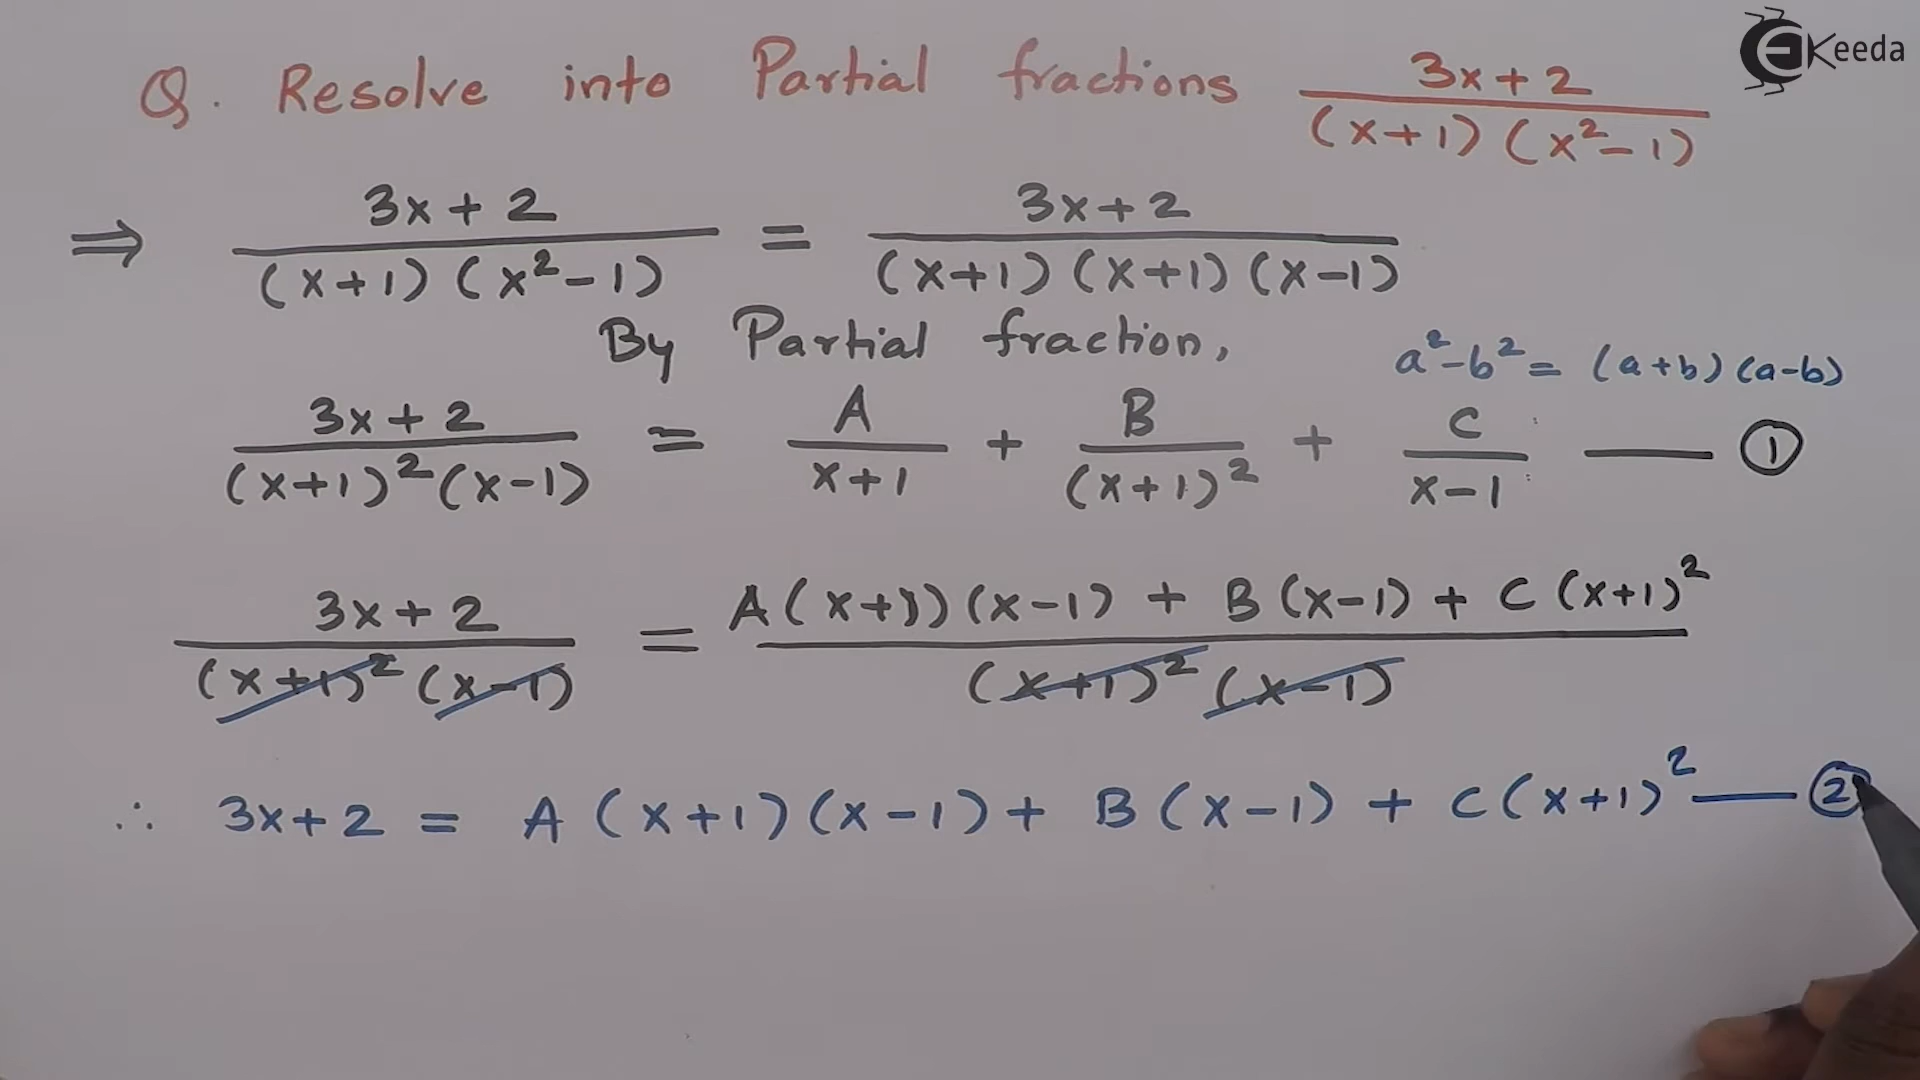 EKeeda
Q. Resolve into Partial fractions (3x+2)/((x+1)(x²-1))
⇒ (3x+2)/((x+1)(x²-1)) = (3x+2)/((x+1)(x+1)(x-1))
By Partial fraction,
a²-b² = (a+b)(a-b)
(3x+2)/((x+1)²(x-1)) = A/(x+1) + B/(x+1)² + C/(x-1) — ①
(3x+2)/((x+1)²(x-1)) = (A(x+1)(x-1) + B(x-1) + C(x+1)²)/((x+1)²(x-1))
∴ 3x+2 = A(x+1)(x-1) + B(x-1) + C(x+1)² — ②